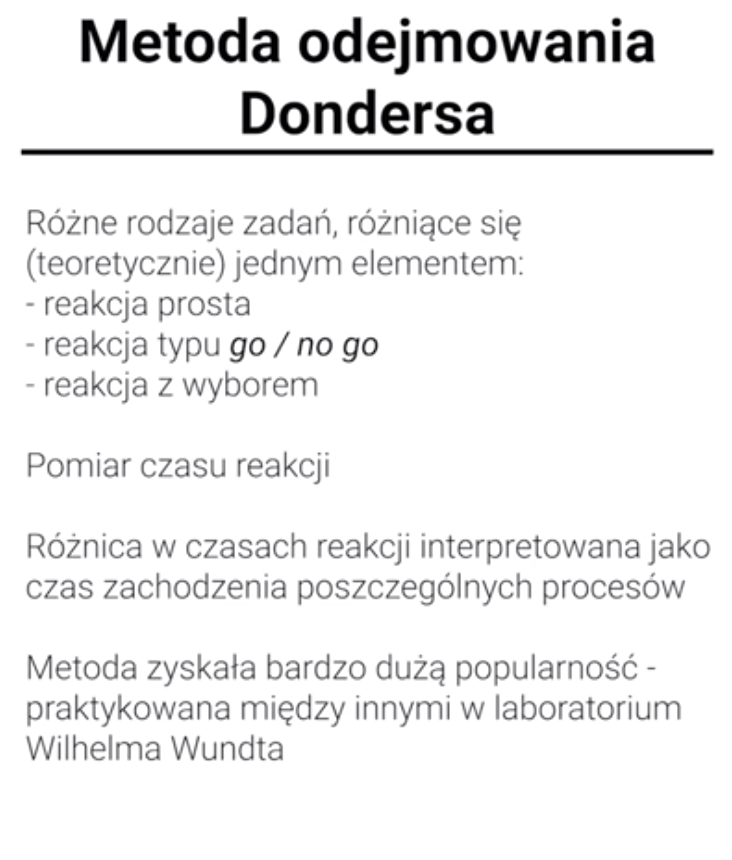 Metoda odejmowania
Dondersa
Różne rodzaje zadań, różniące się
(teoretycznie) jednym elementem:
- reakcja prosta
- reakcja typu go / no go
- reakcja z wyborem
Pomiar czasu reakcji
Różnica w czasach reakcji interpretowana jako
czas zachodzenia poszczególnych procesów
Metoda zyskała bardzo dużą popularność -
praktykowana między innymi w laboratorium
Wilhelma Wundta